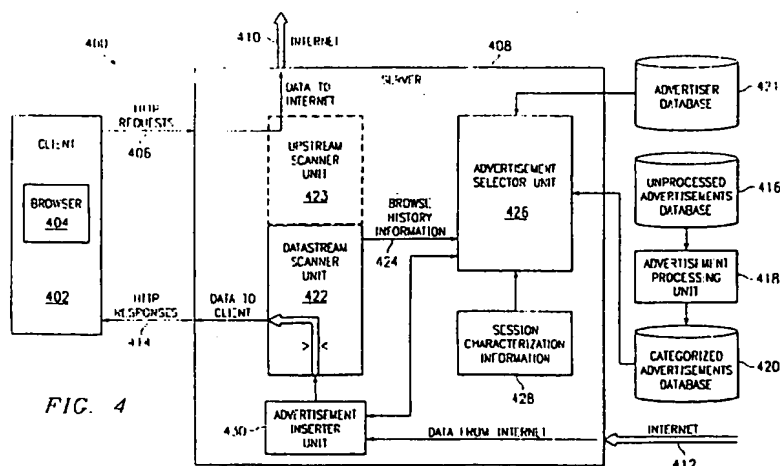 400
410
INTERNET
408
SERVER
DATA TO
INTERNET
HTTP
REQUESTS
406
CLIENT
BROWSER
404
402
UPSTREAM
SCANNER
UNIT
423
DATASTREAM
SCANNER
UNIT
422
BROWSE
HISTORY
INFORMATION
424
ADVERTISEMENT
SELECTOR UNIT
426
ADVERTISER
DATABASE
421
UNPROCESSED
ADVERTISEMENTS
DATABASE
416
ADVERTISEMENT
PROCESSING
UNIT
418
CATEGORIZED
ADVERTISEMENTS
DATABASE
420
HTTP
RESPONSES
414
DATA TO
CLIENT
> <
SESSION
CHARACTERIZATION
INFORMATION
428
FIG. 4
430
ADVERTISEMENT
INSERTER
UNIT
DATA FROM INTERNET
INTERNET
412